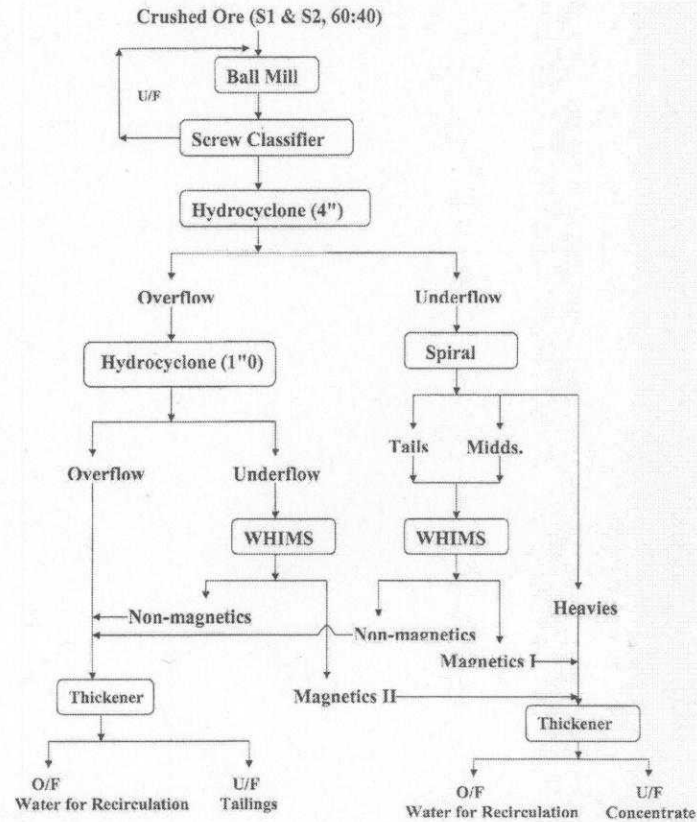 Crushed Ore (S1 & S2, 60:40)
Ball Mill
U/F
Screw Classifier
Hydrocyclone (4")
Overflow
Underflow
Hydrocyclone (1"0)
Spiral
Tails
Midds.
Overflow
Underflow
WHIMS
WHIMS
Non-magnetics
Non-magnetics
Heavies
Magnetics I
Magnetics II
Thickener
Thickener
O/F
Water for Recirculation
U/F
Tailings
O/F
Water for Recirculation
U/F
Concentrate